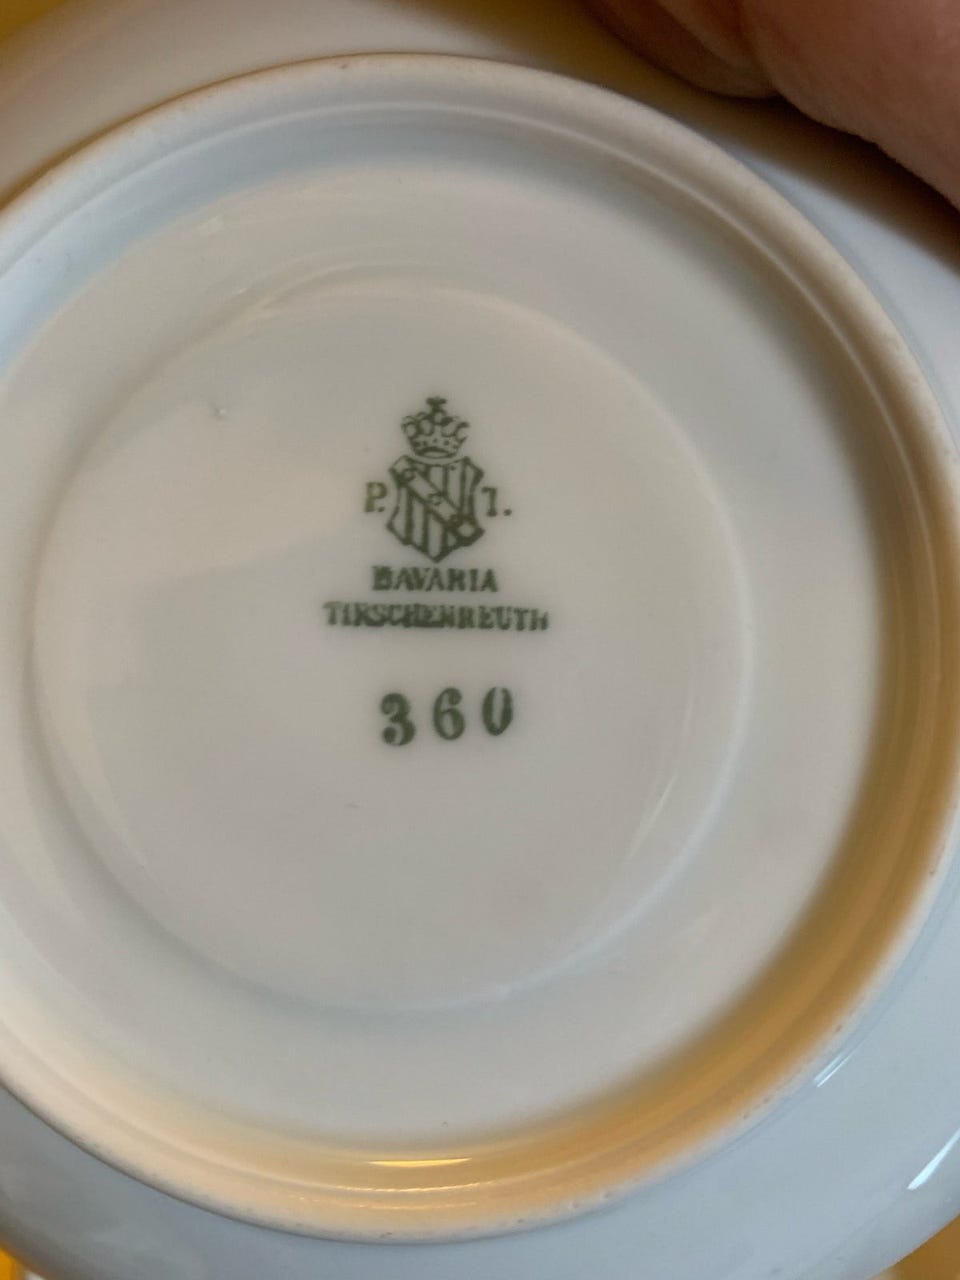 P. T.
BAVARIA
TIRSCHENREUTH
360